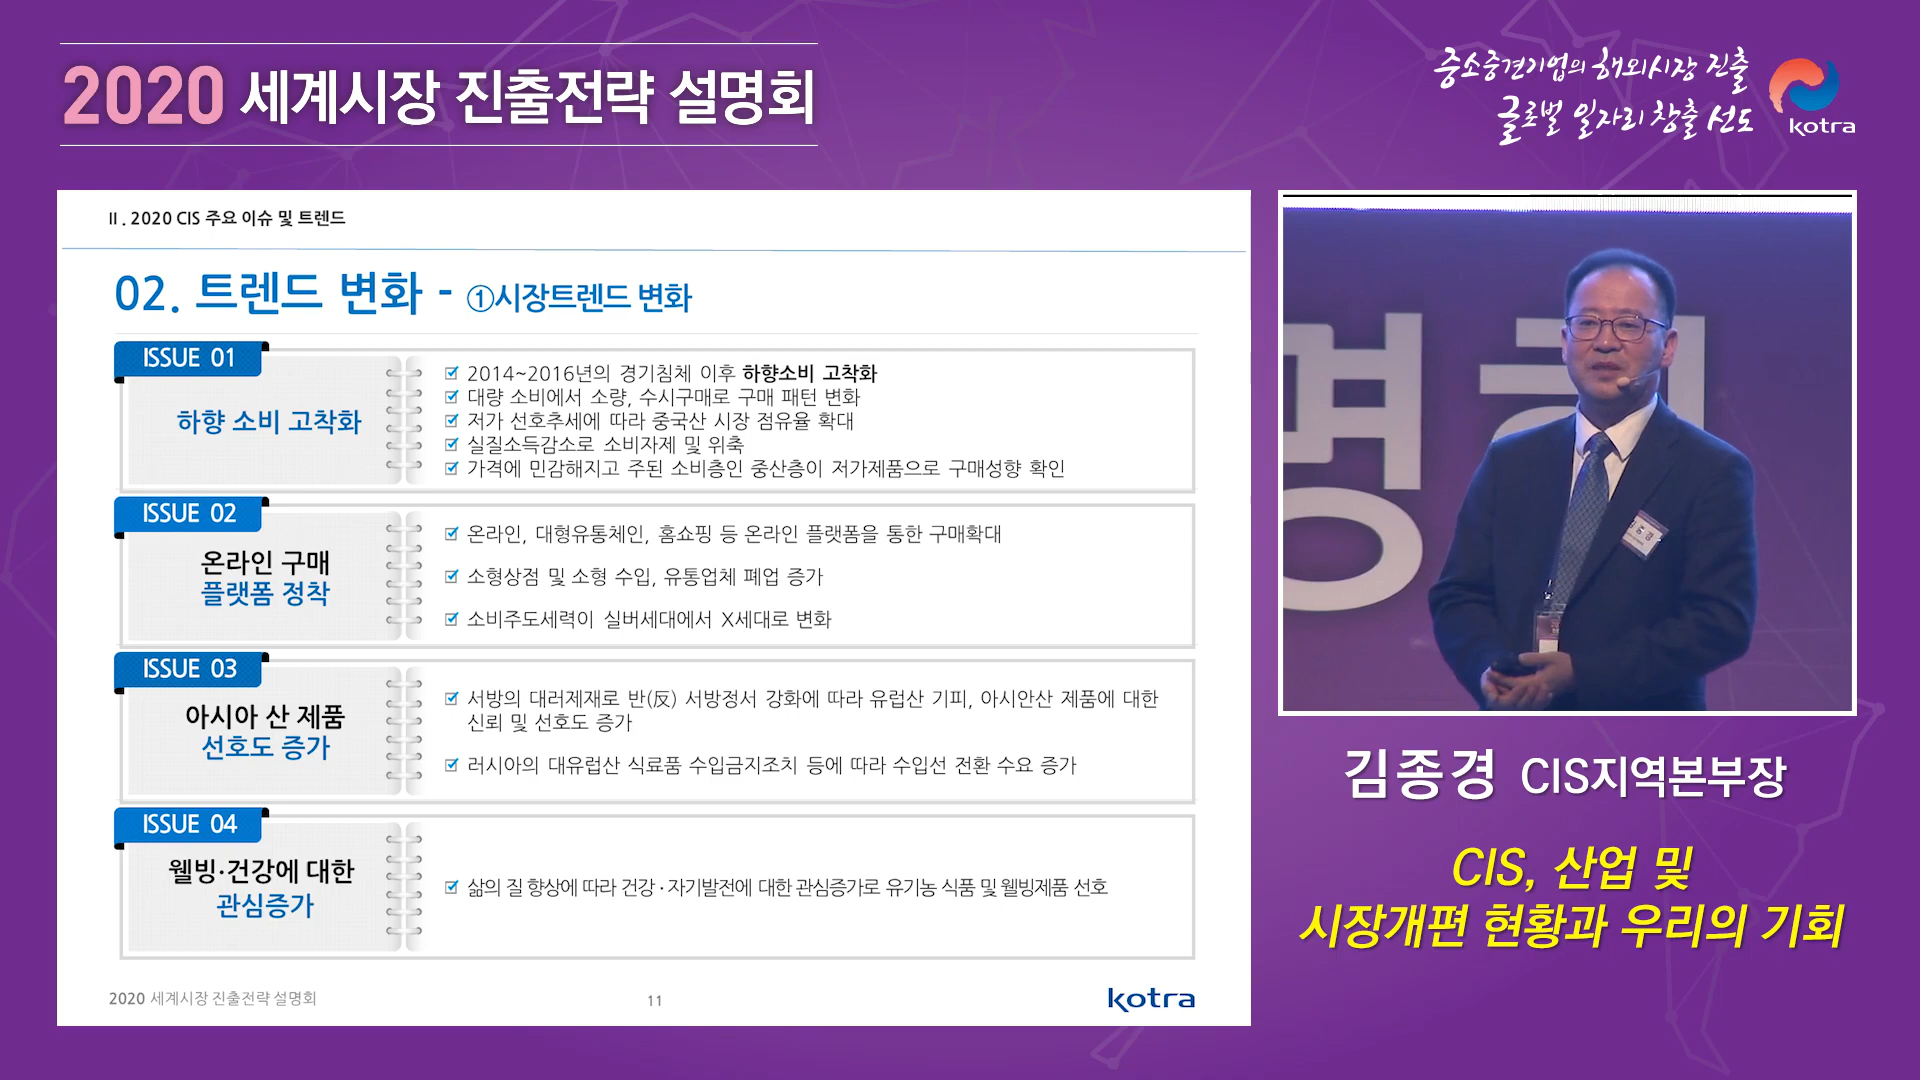 2020 세계시장 진출전략 설명회
중소중견기업의 해외시장 진출
글로벌 일자리 창출 선도
kotra
II . 2020 CIS 주요 이슈 및 트렌드
02. 트렌드 변화 - ①시장트렌드 변화
ISSUE 01
하향 소비 고착화
2014~2016년의 경기침체 이후 하향소비 고착화
대량 소비에서 소량, 수시구매로 구매 패턴 변화
저가 선호추세에 따라 중국산 시장 점유율 확대
실질소득감소로 소비자제 및 위축
가격에 민감해지고 주된 소비층인 중산층이 저가제품으로 구매성향 확인
ISSUE 02
온라인 구매
플랫폼 정착
온라인, 대형유통체인, 홈쇼핑 등 온라인 플랫폼을 통한 구매확대
소형상점 및 소형 수입, 유통업체 폐업 증가
소비주도세력이 실버세대에서 X세대로 변화
ISSUE 03
아시아 산 제품
선호도 증가
서방의 대러제재로 반(反) 서방정서 강화에 따라 유럽산 기피, 아시안산 제품에 대한
신뢰 및 선호도 증가
러시아의 대유럽산 식료품 수입금지조치 등에 따라 수입선 전환 수요 증가
ISSUE 04
웰빙·건강에 대한
관심증가
삶의 질 향상에 따라 건강·자기발전에 대한 관심증가로 유기농 식품 및 웰빙제품 선호
2020 세계시장 진출전략 설명회
11
kotra
명
김종경 CIS지역본부장
CIS, 산업 및
시장개편 현황과 우리의 기회